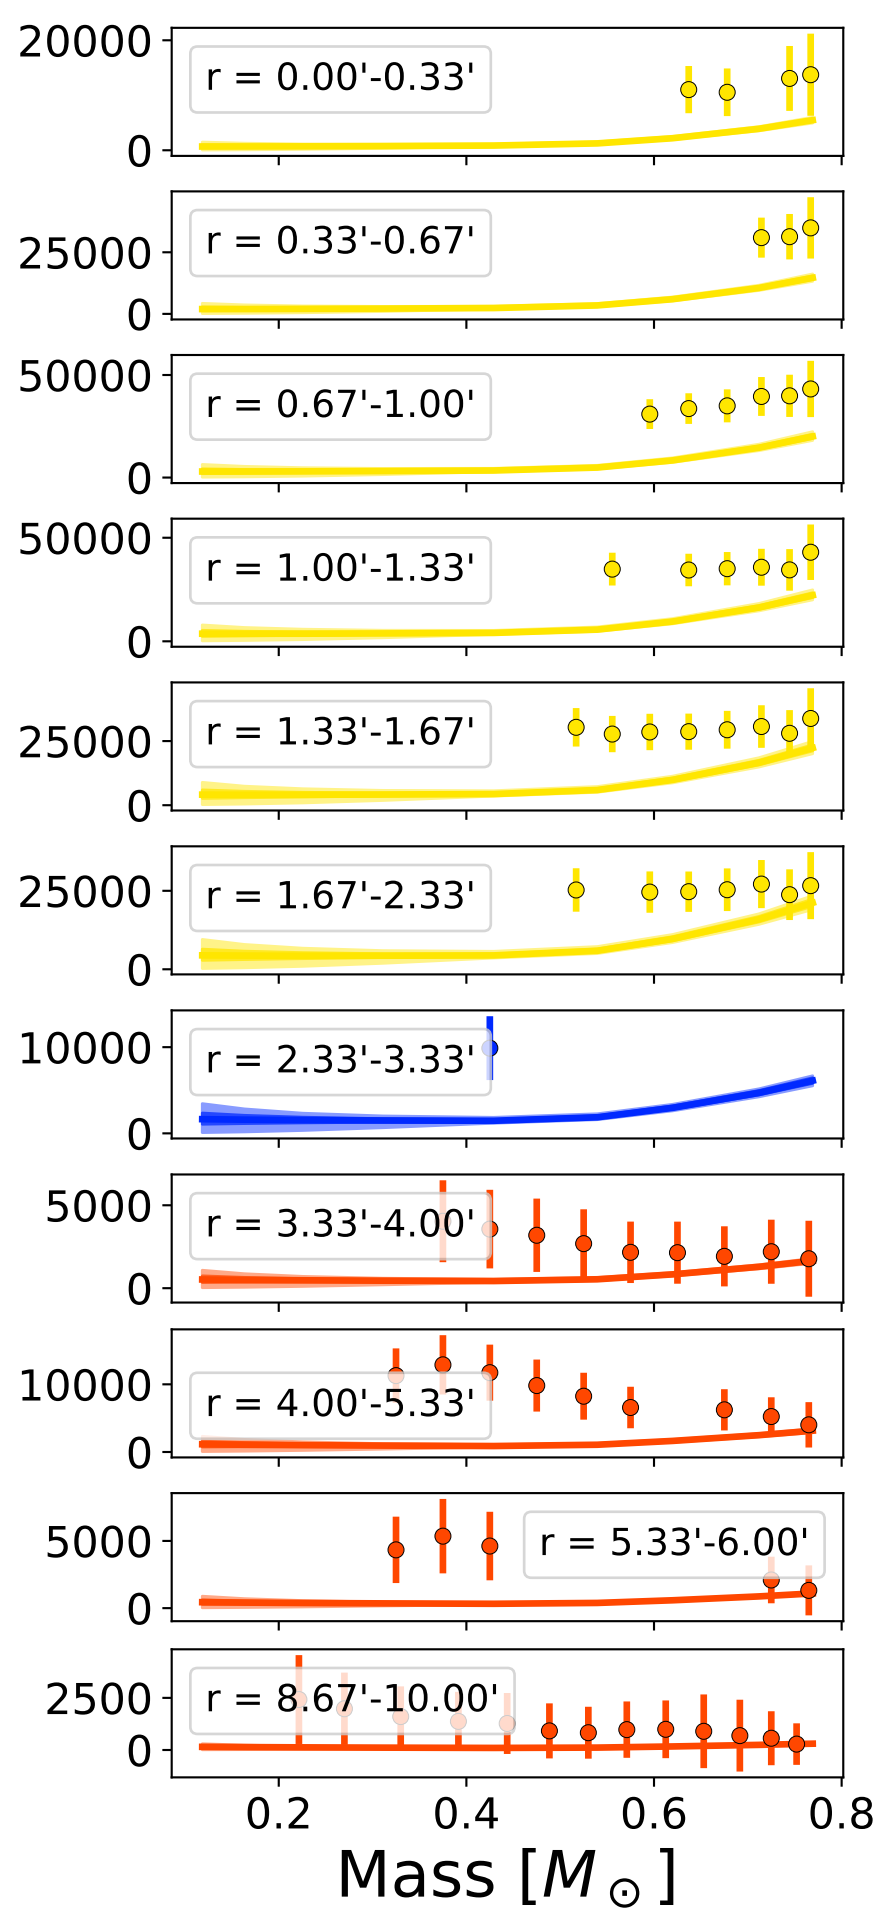 20000
r = 0.00'-0.33'
0
25000
r = 0.33'-0.67'
0
50000
r = 0.67'-1.00'
0
50000
r = 1.00'-1.33'
0
25000
r = 1.33'-1.67'
0
25000
r = 1.67'-2.33'
0
10000
r = 2.33'-3.33'
0
5000
r = 3.33'-4.00'
0
10000
r = 4.00'-5.33'
0
5000
r = 5.33'-6.00'
0
2500
r = 8.67'-10.00'
0
0.2 0.4 0.6 0.8
Mass [M⊙]